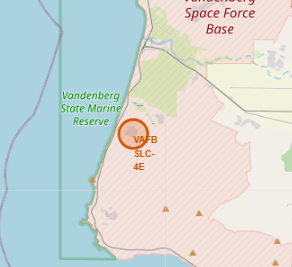 Vandenberg
Space Force
Base
Vandenberg
State Marine
Reserve
VAFB
SLC-
4E